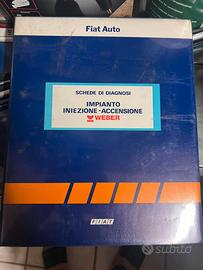 Fiat Auto
SCHEDE DI DIAGNOSI
IMPIANTO
INIEZIONE-ACCENSIONE
WEBER
FIAT
subito